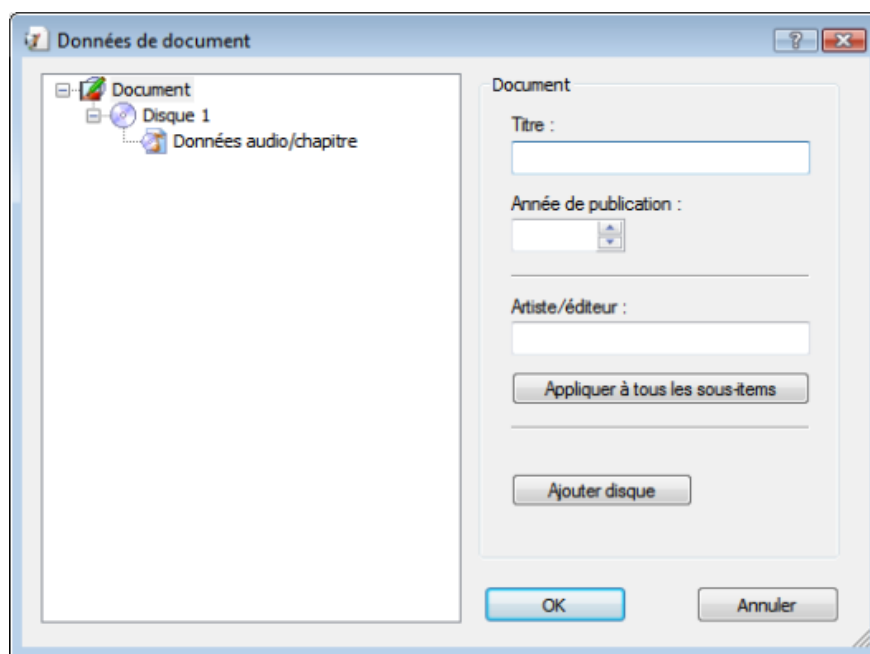 Données de document
Document
Disque 1
Données audio/chapitre
Document
Titre :
Année de publication :
Artiste/éditeur :
Appliquer à tous les sous-items
Ajouter disque
OK
Annuler